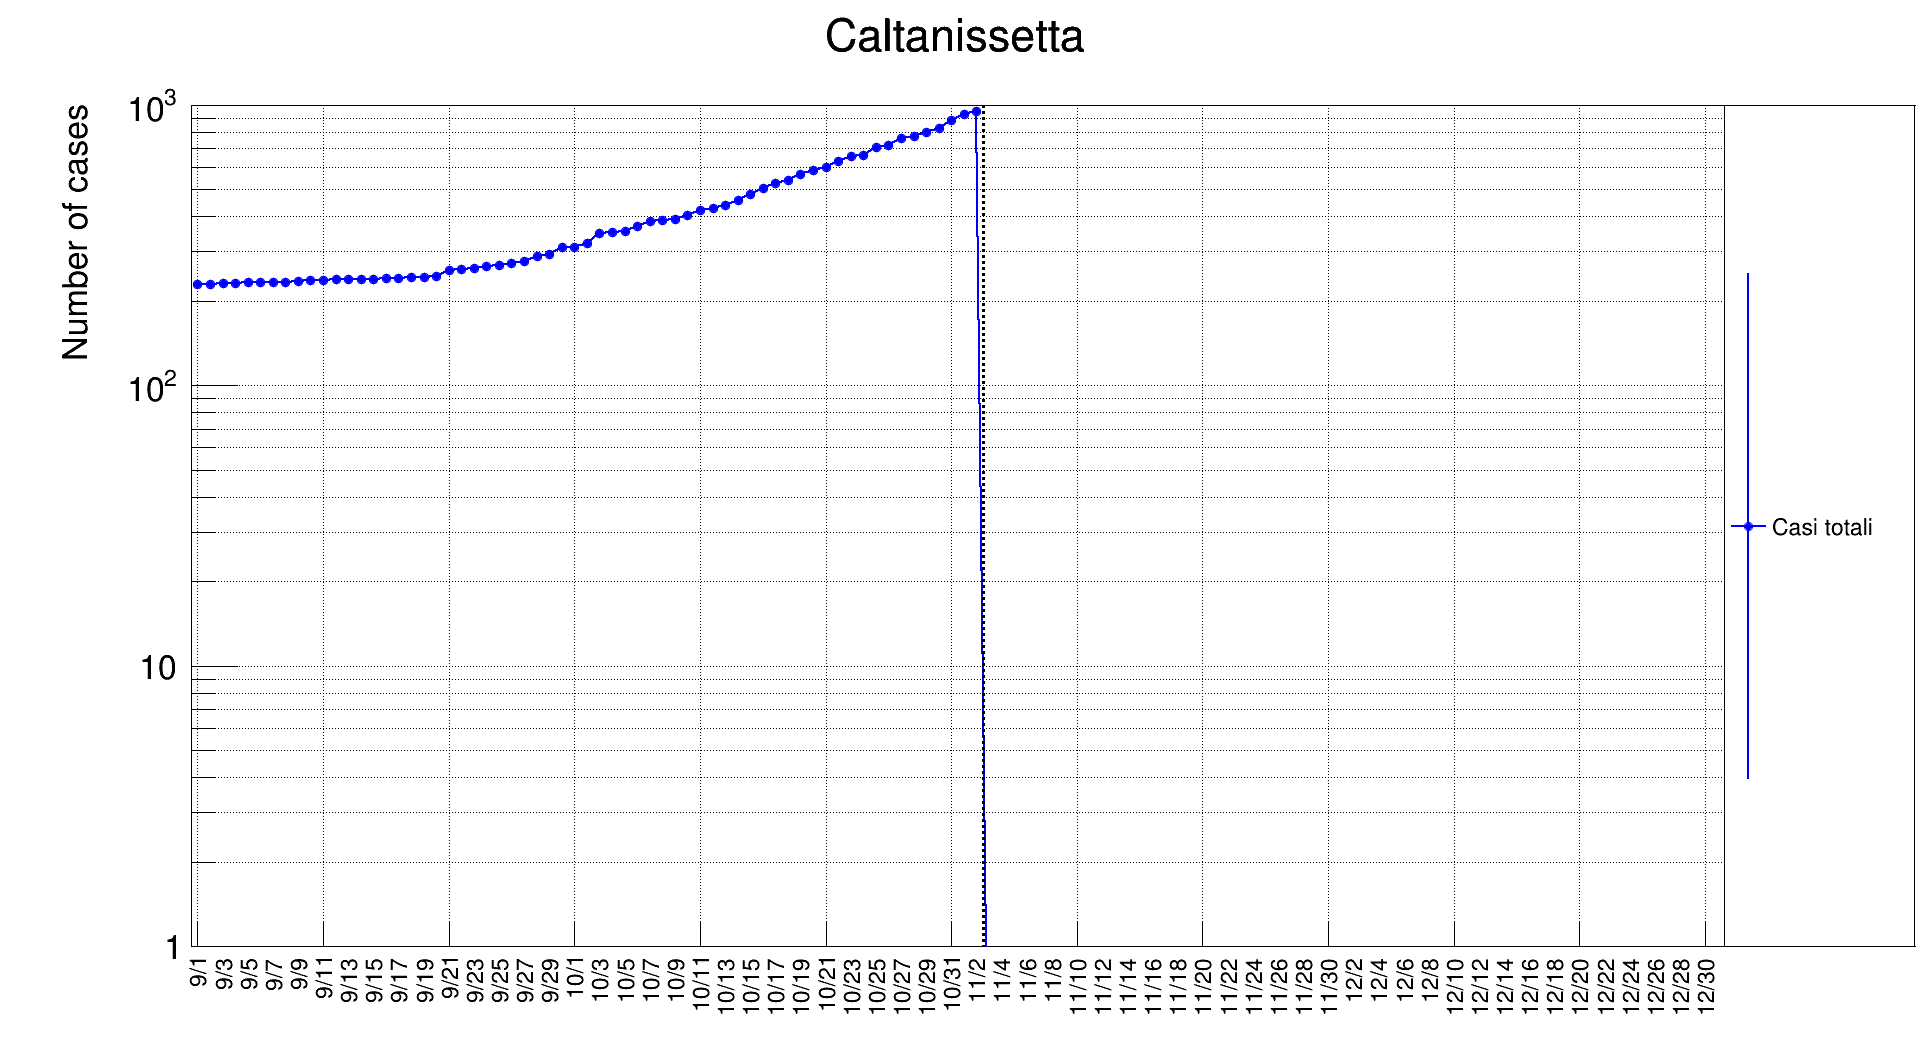 Caltanissetta
Number of cases
10³
10²
10
1
9/1 9/3 9/5 9/7 9/9 9/11 9/13 9/15 9/17 9/19 9/21 9/23 9/25 9/27 9/29 10/1 10/3 10/5 10/7 10/9 10/11 10/13 10/15 10/17 10/19 10/21 10/23 10/25 10/27 10/29 10/31 11/2 11/4 11/6 11/8 11/10 11/12 11/14 11/16 11/18 11/20 11/22 11/24 11/26 11/28 11/30 12/2 12/4 12/6 12/8 12/10 12/12 12/14 12/16 12/18 12/20 12/22 12/24 12/26 12/28 12/30
Casi totali